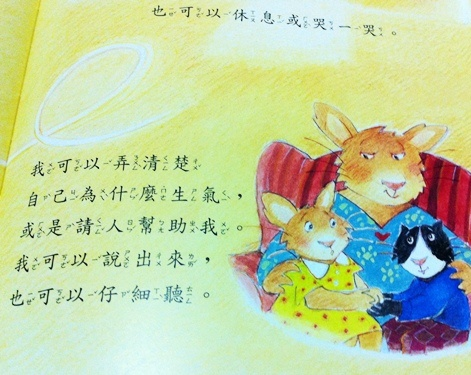 也可以休息或哭一哭。
我可以弄清楚
自己為什麼生氣，
或是請人幫助我。
我可以說出來，
也可以仔細聽。